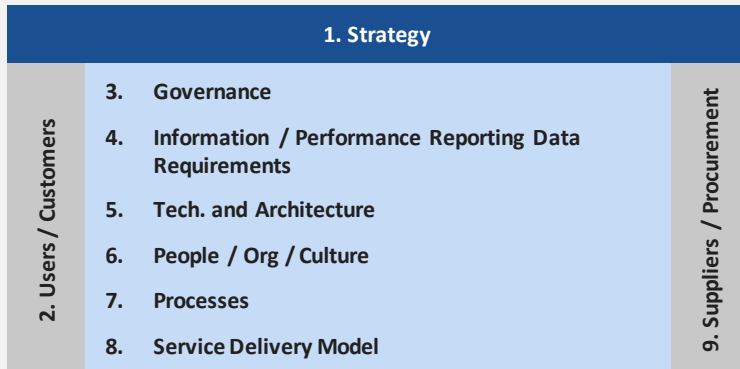 1. Strategy
2. Users / Customers
3. Governance
4. Information / Performance Reporting Data
Requirements
5. Tech. and Architecture
6. People / Org / Culture
7. Processes
8. Service Delivery Model
9. Suppliers / Procurement